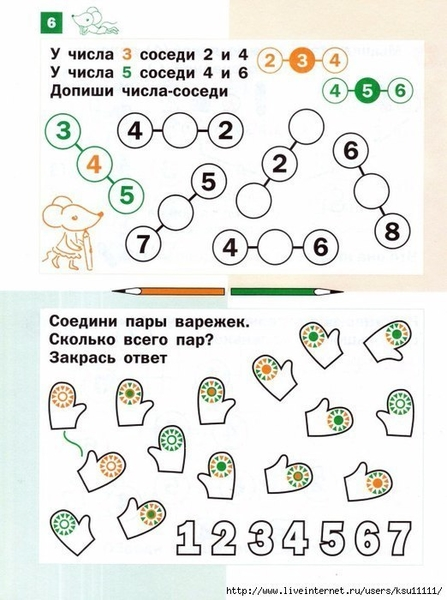 6
У числа 3 соседи 2 и 4
2 3 4
У числа 5 соседи 4 и 6
4 5 6
Допиши числа-соседи
3 4 5
4 2
2
7 5
4 6
6 8
Соедини пары варежек.
Сколько всего пар?
Закрась ответ
1 2 3 4 5 6 7
http://www.liveinternet.ru/users/ksu11111/